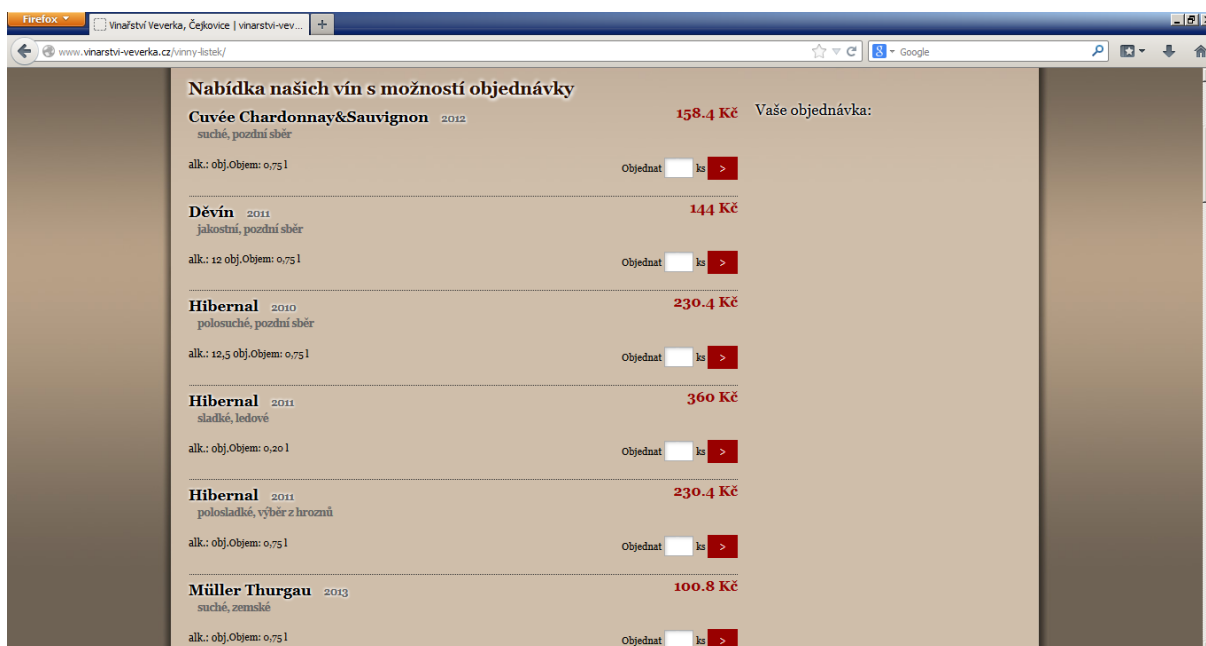 Firefox
Vinařství Veverka, Čejkovice | vinarstvi-vev...
www.vinarstvi-veverka.cz/vinny-listek/
Google
Nabídka našich vín s možností objednávky
Vaše objednávka:
Cuvée Chardonnay&Sauvignon 2012 158.4 Kč
suché, pozdní sběr
alk.: obj.Objem: 0,75 l
Objednat ks >
Děvín 2011 144 Kč
jakostní, pozdní sběr
alk.: 12 obj.Objem: 0,75 l
Objednat ks >
Hibernal 2010 230.4 Kč
polosuché, pozdní sběr
alk.: 12,5 obj.Objem: 0,75 l
Objednat ks >
Hibernal 2011 360 Kč
sladké, ledové
alk.: obj.Objem: 0,20 l
Objednat ks >
Hibernal 2011 230.4 Kč
polosladké, výběr z hroznů
alk.: obj.Objem: 0,75 l
Objednat ks >
Müller Thurgau 2013 100.8 Kč
suché, zemské
alk.: obj.Objem: 0,75 l
Objednat ks >